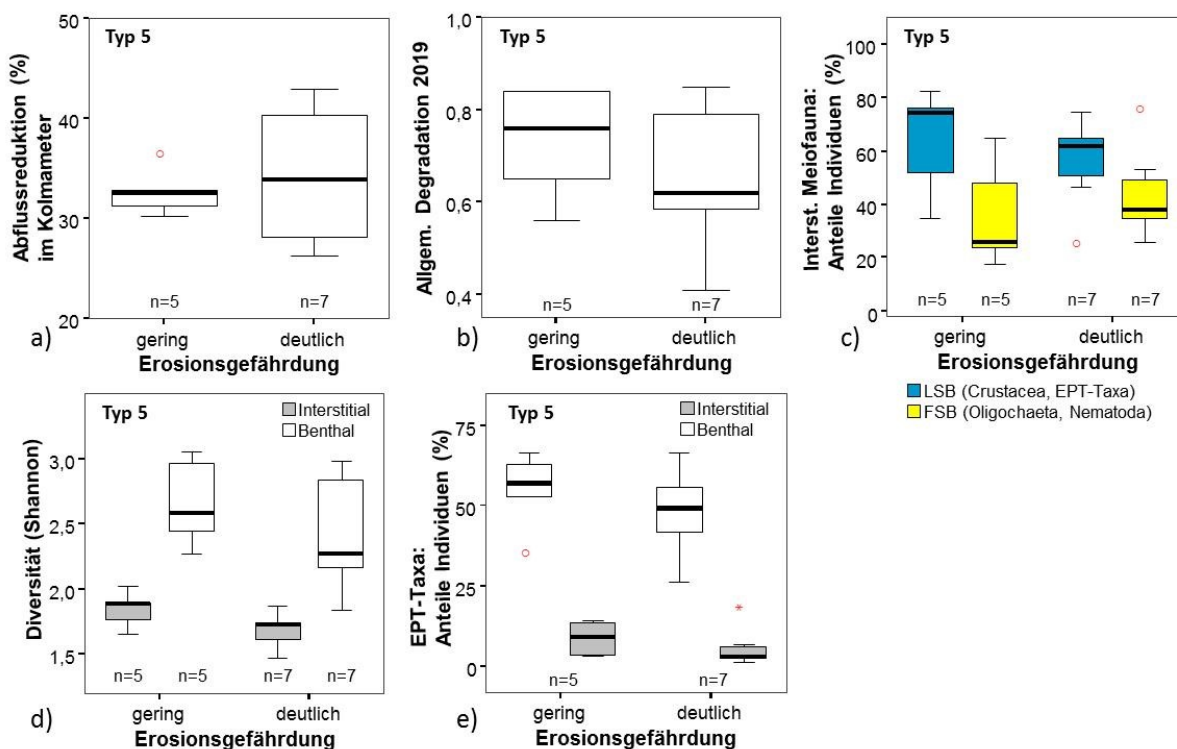 Typ 5
Abflussreduktion (%)
im Kolmameter
50
40
30
20
n=5
n=7
gering
deutlich
Erosionsgefährdung
a)
Typ 5
Allgem. Degradation 2019
1,0
0,8
0,6
0,4
n=5
n=7
gering
deutlich
Erosionsgefährdung
b)
Typ 5
Interst. Meiofauna:
Anteile Individuen (%)
100
80
60
40
20
0
n=5
n=5
n=7
n=7
gering
deutlich
Erosionsgefährdung
c)
LSB (Crustacea, EPT-Taxa)
FSB (Oligochaeta, Nematoda)
Typ 5
Interstitial
Benthal
Diversität (Shannon)
3,0
2,5
2,0
1,5
n=5
n=5
n=7
n=7
gering
deutlich
Erosionsgefährdung
d)
Typ 5
Interstitial
Benthal
EPT-Taxa:
Anteile Individuen (%)
75
50
25
0
n=5
n=7
gering
deutlich
Erosionsgefährdung
e)